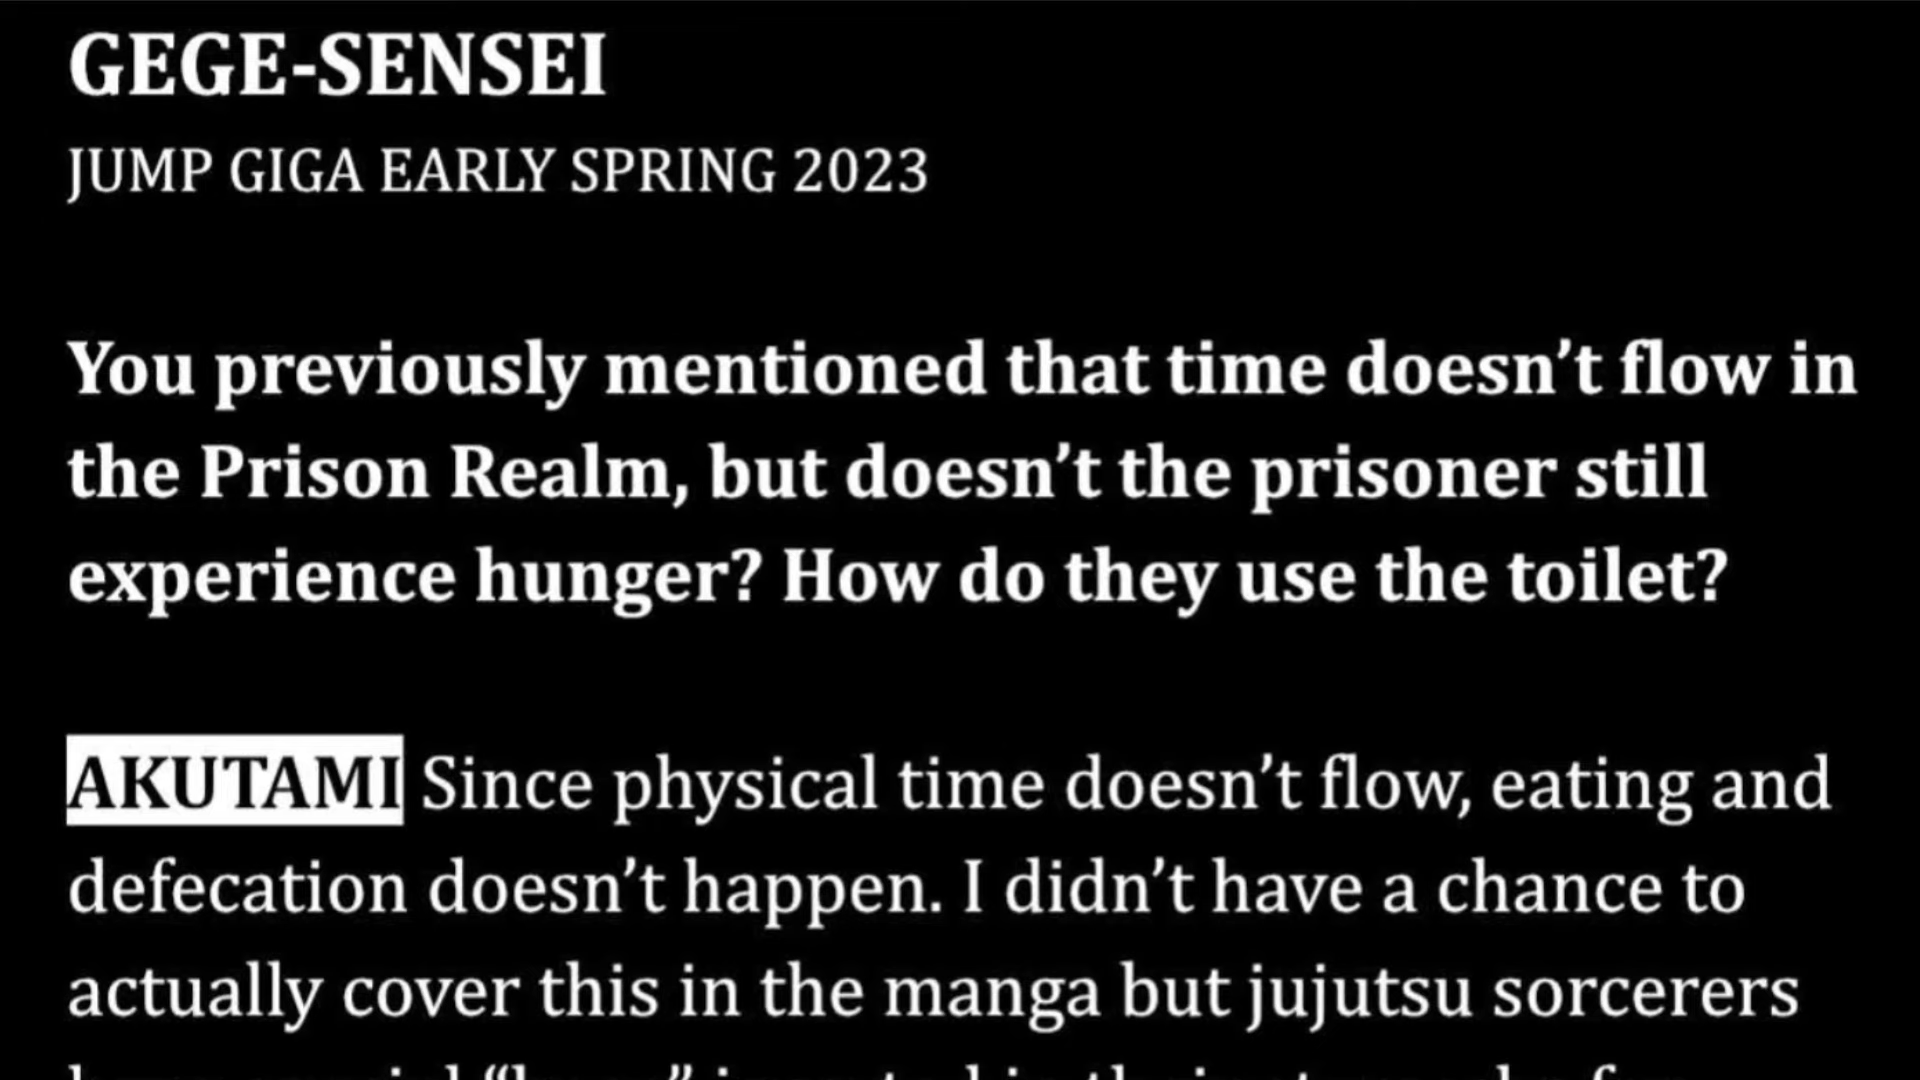 GEGE-SENSEI
JUMP GIGA EARLY SPRING 2023
You previously mentioned that time doesn’t flow in
the Prison Realm, but doesn’t the prisoner still
experience hunger? How do they use the toilet?
AKUTAMI Since physical time doesn’t flow, eating and
defecation doesn’t happen. I didn’t have a chance to
actually cover this in the manga but jujutsu sorcerers